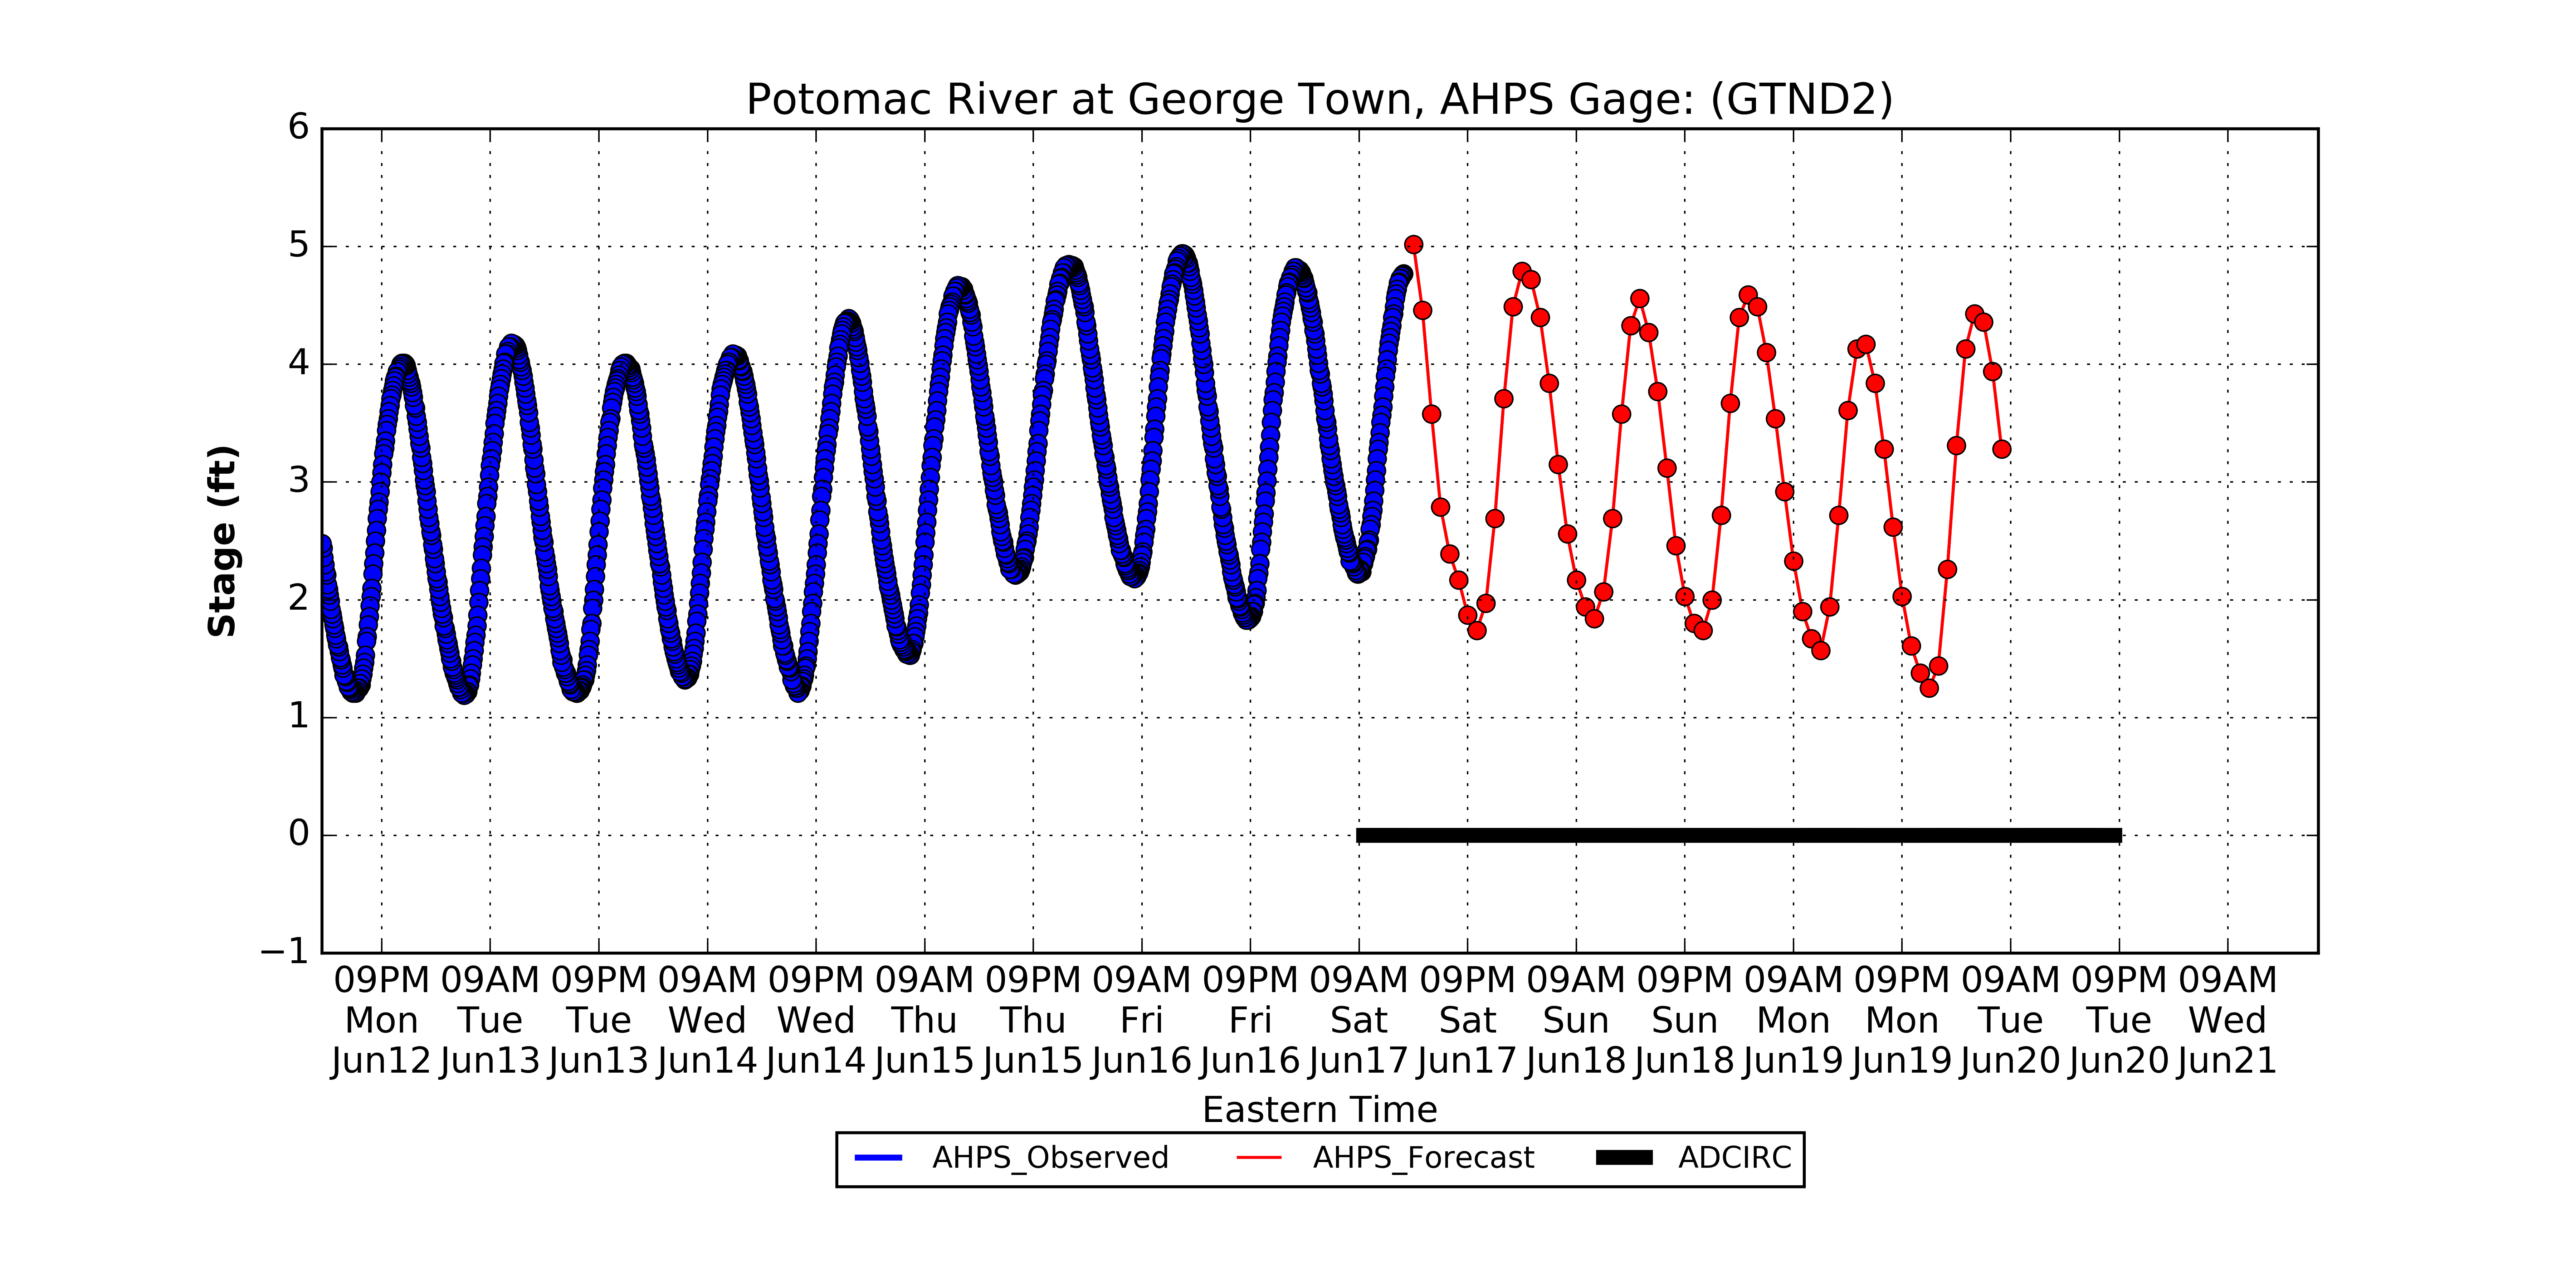 Potomac River at George Town, AHPS Gage: (GTND2)
6
5
4
3
2
1
0
−1
Stage (ft)
09PM 09AM 09PM 09AM 09PM 09AM 09PM 09AM 09PM 09AM 09PM 09AM 09PM 09AM 09PM 09AM 09PM 09AM
Mon Tue Tue Wed Wed Thu Thu Fri Fri Sat Sat Sun Sun Mon Mon Tue Tue Wed
Jun12 Jun13 Jun13 Jun14 Jun14 Jun15 Jun15 Jun16 Jun16 Jun17 Jun17 Jun18 Jun18 Jun19 Jun19 Jun20 Jun20 Jun21
Eastern Time
AHPS_Observed AHPS_Forecast ADCIRC